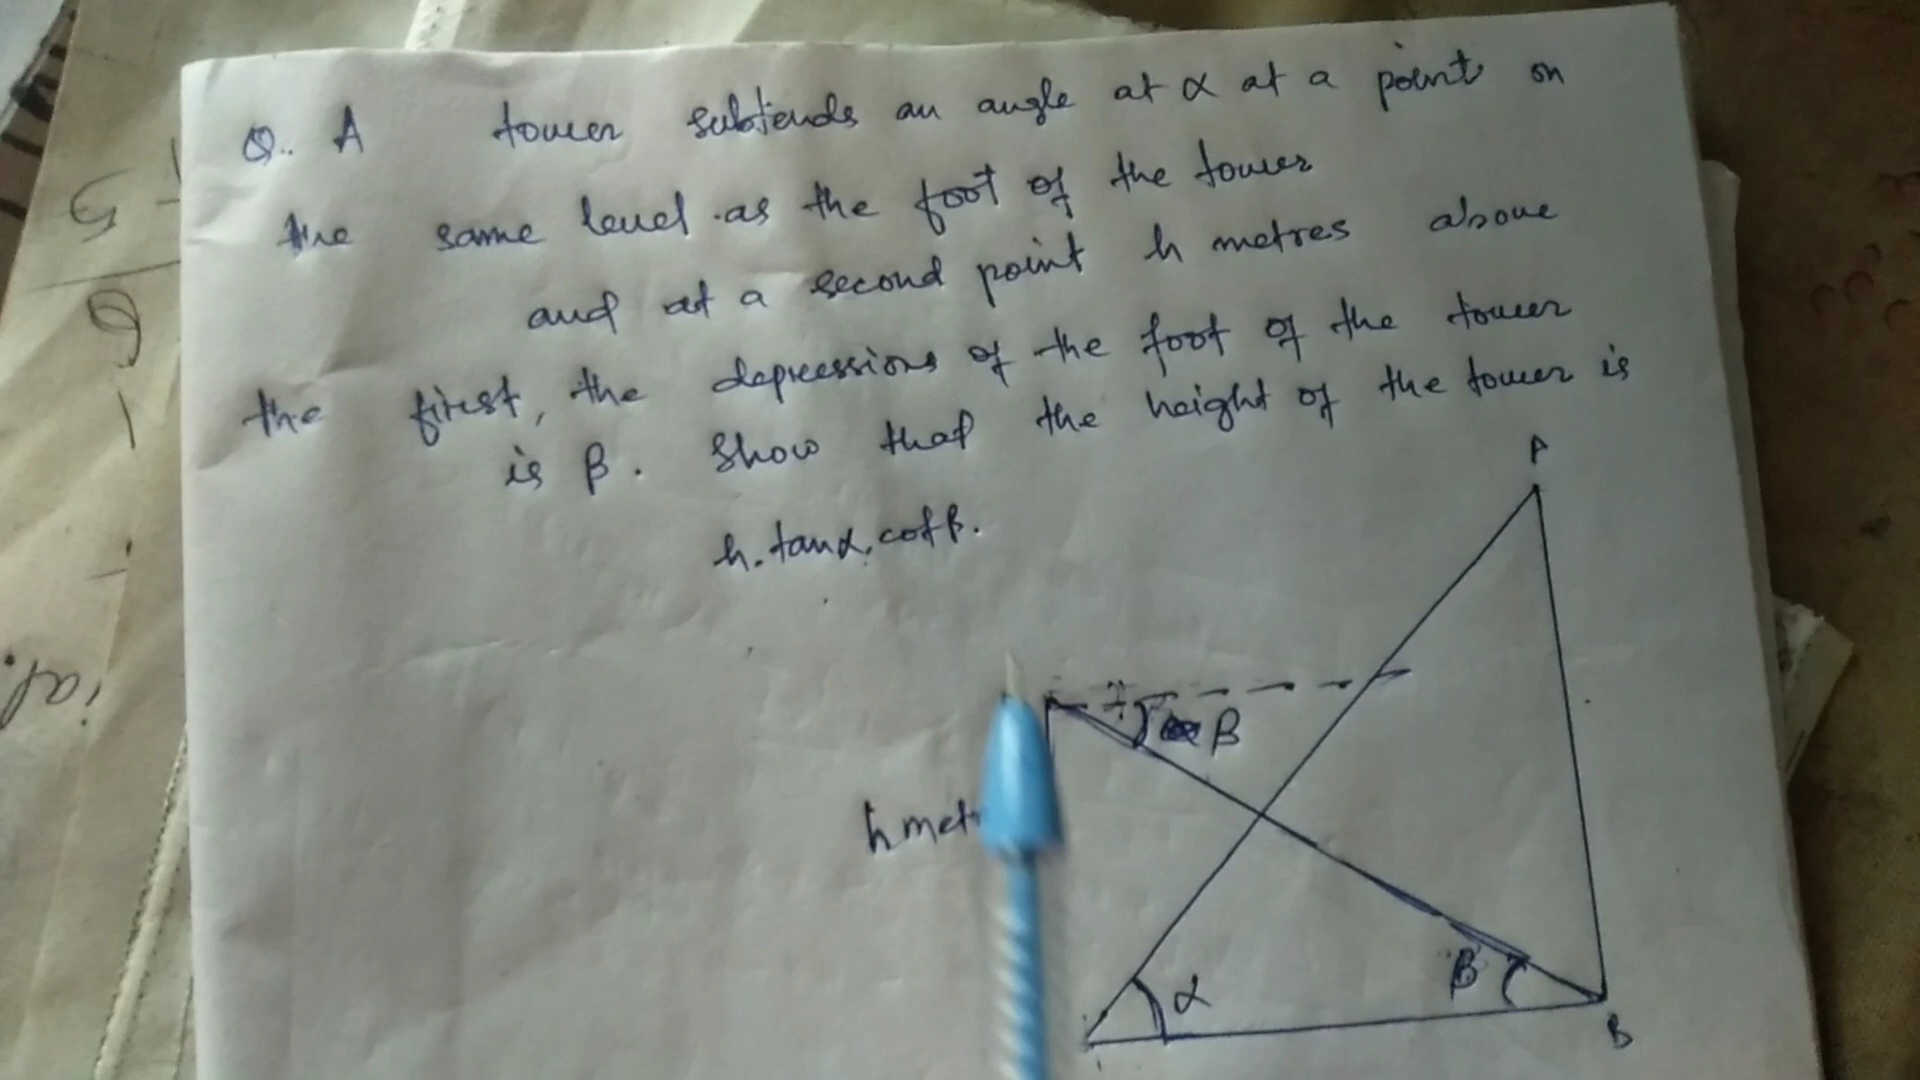 Q. A tower subtends an angle at α at a point on
the same level as the foot of the tower
and at a second point h metres above
the first, the depressions of the foot of the tower
is β. Show that the height of the tower is
h. tanα. cotβ.
A
β
h met
β
α
B